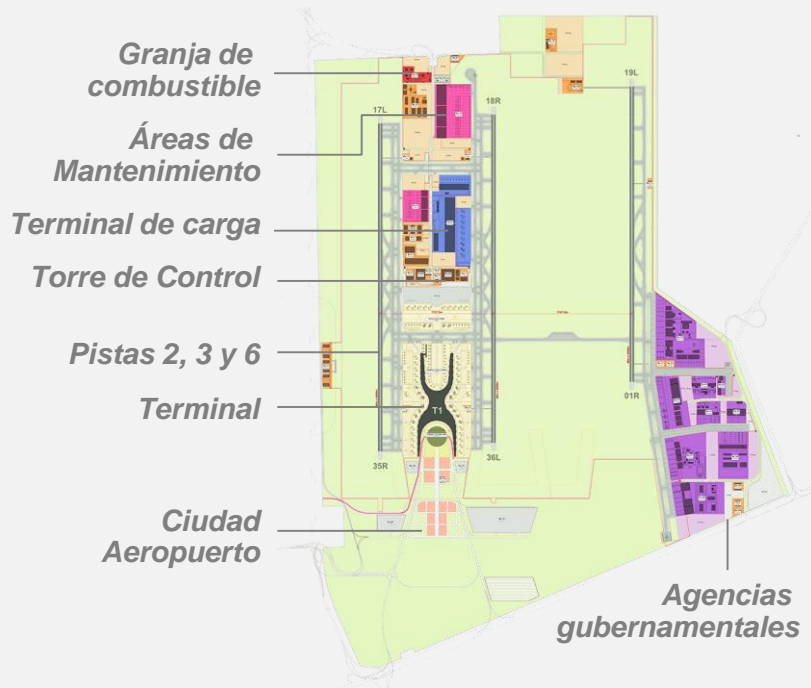 Granja de
combustible
Áreas de
Mantenimiento
Terminal de carga
Torre de Control
Pistas 2, 3 y 6
Terminal
Ciudad
Aeropuerto
Agencias
gubernamentales
17L
18R
19L
T1
01R
35R
36L